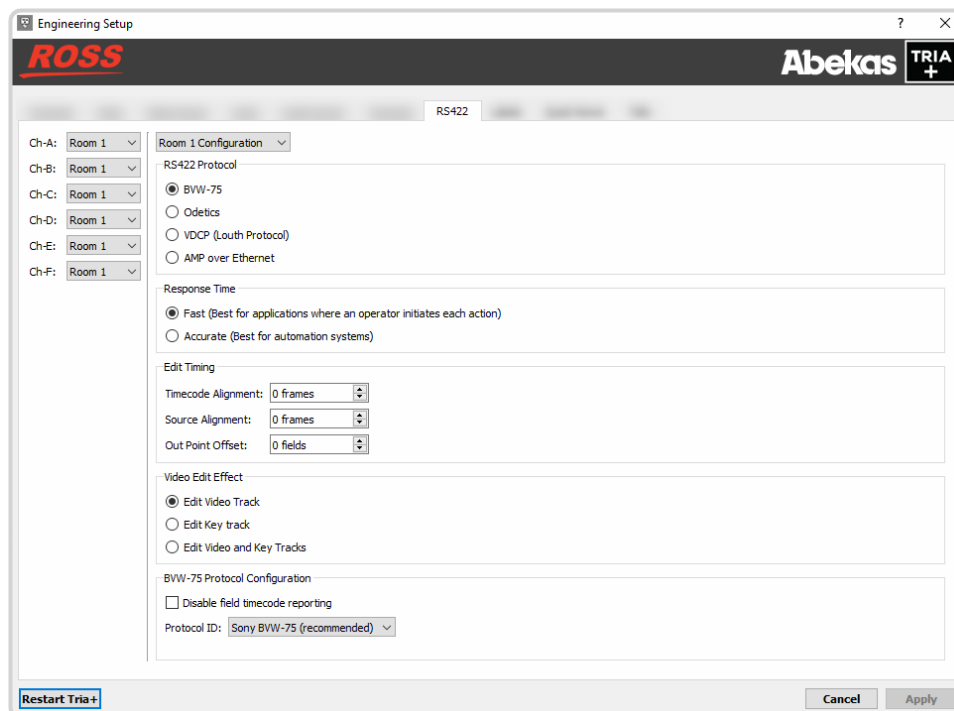 Engineering Setup
?
ROSS
Abekas TRIA+
RS422
Ch-A: Room 1
Ch-B: Room 1
Ch-C: Room 1
Ch-D: Room 1
Ch-E: Room 1
Ch-F: Room 1
Room 1 Configuration
RS422 Protocol
BVW-75
Odetics
VDCP (Louth Protocol)
AMP over Ethernet
Response Time
Fast (Best for applications where an operator initiates each action)
Accurate (Best for automation systems)
Edit Timing
Timecode Alignment: 0 frames
Source Alignment: 0 frames
Out Point Offset: 0 fields
Video Edit Effect
Edit Video Track
Edit Key track
Edit Video and Key Tracks
BVW-75 Protocol Configuration
Disable field timecode reporting
Protocol ID: Sony BVW-75 (recommended)
Restart Tria+
Cancel
Apply